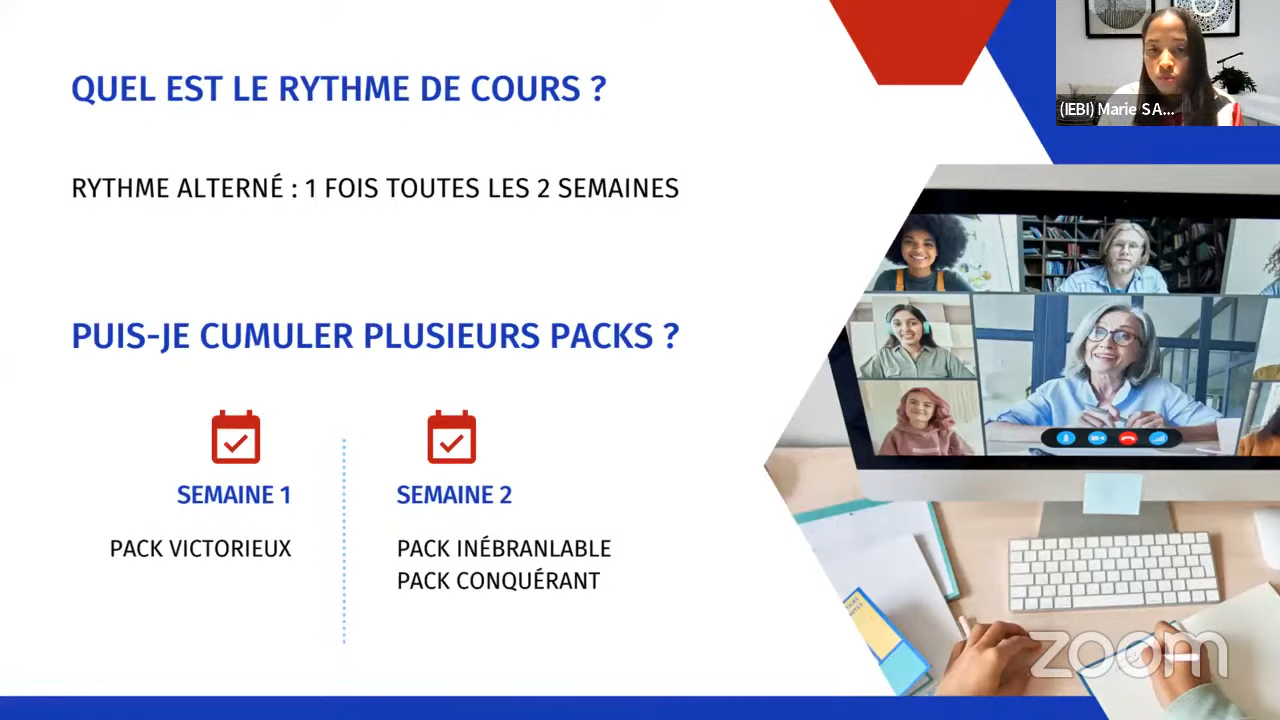 QUEL EST LE RYTHME DE COURS ?
(IEBI) Marie SA...
RYTHME ALTERNÉ : 1 FOIS TOUTES LES 2 SEMAINES
PUIS-JE CUMULER PLUSIEURS PACKS ?
SEMAINE 1
PACK VICTORIEUX
SEMAINE 2
PACK INÉBRANLABLE
PACK CONQUÉRANT
zoom